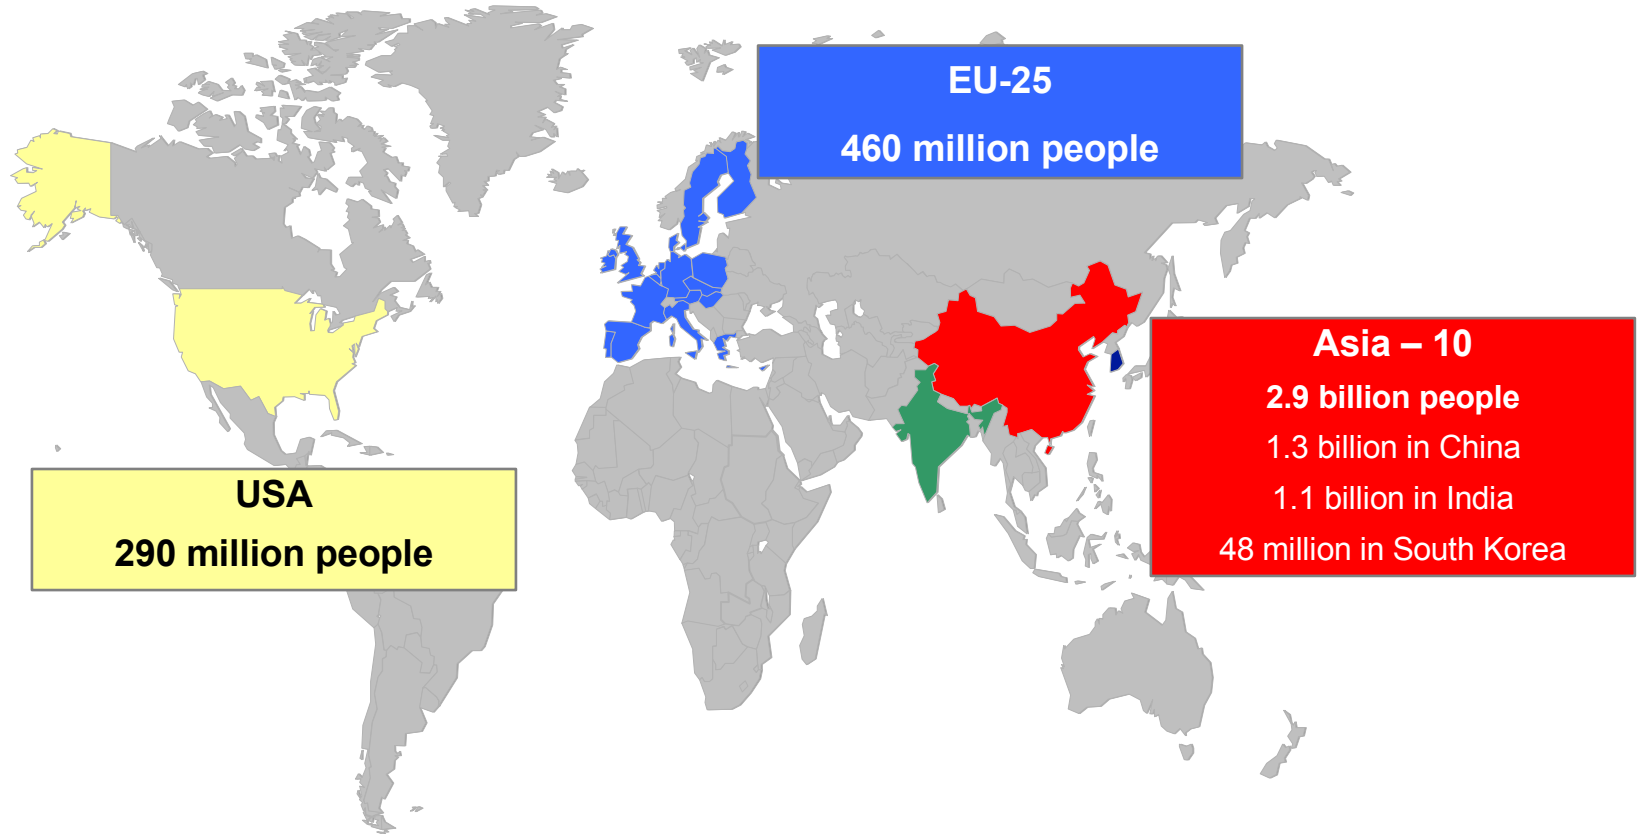 EU-25
460 million people
Asia – 10
2.9 billion people
1.3 billion in China
1.1 billion in India
48 million in South Korea
USA
290 million people